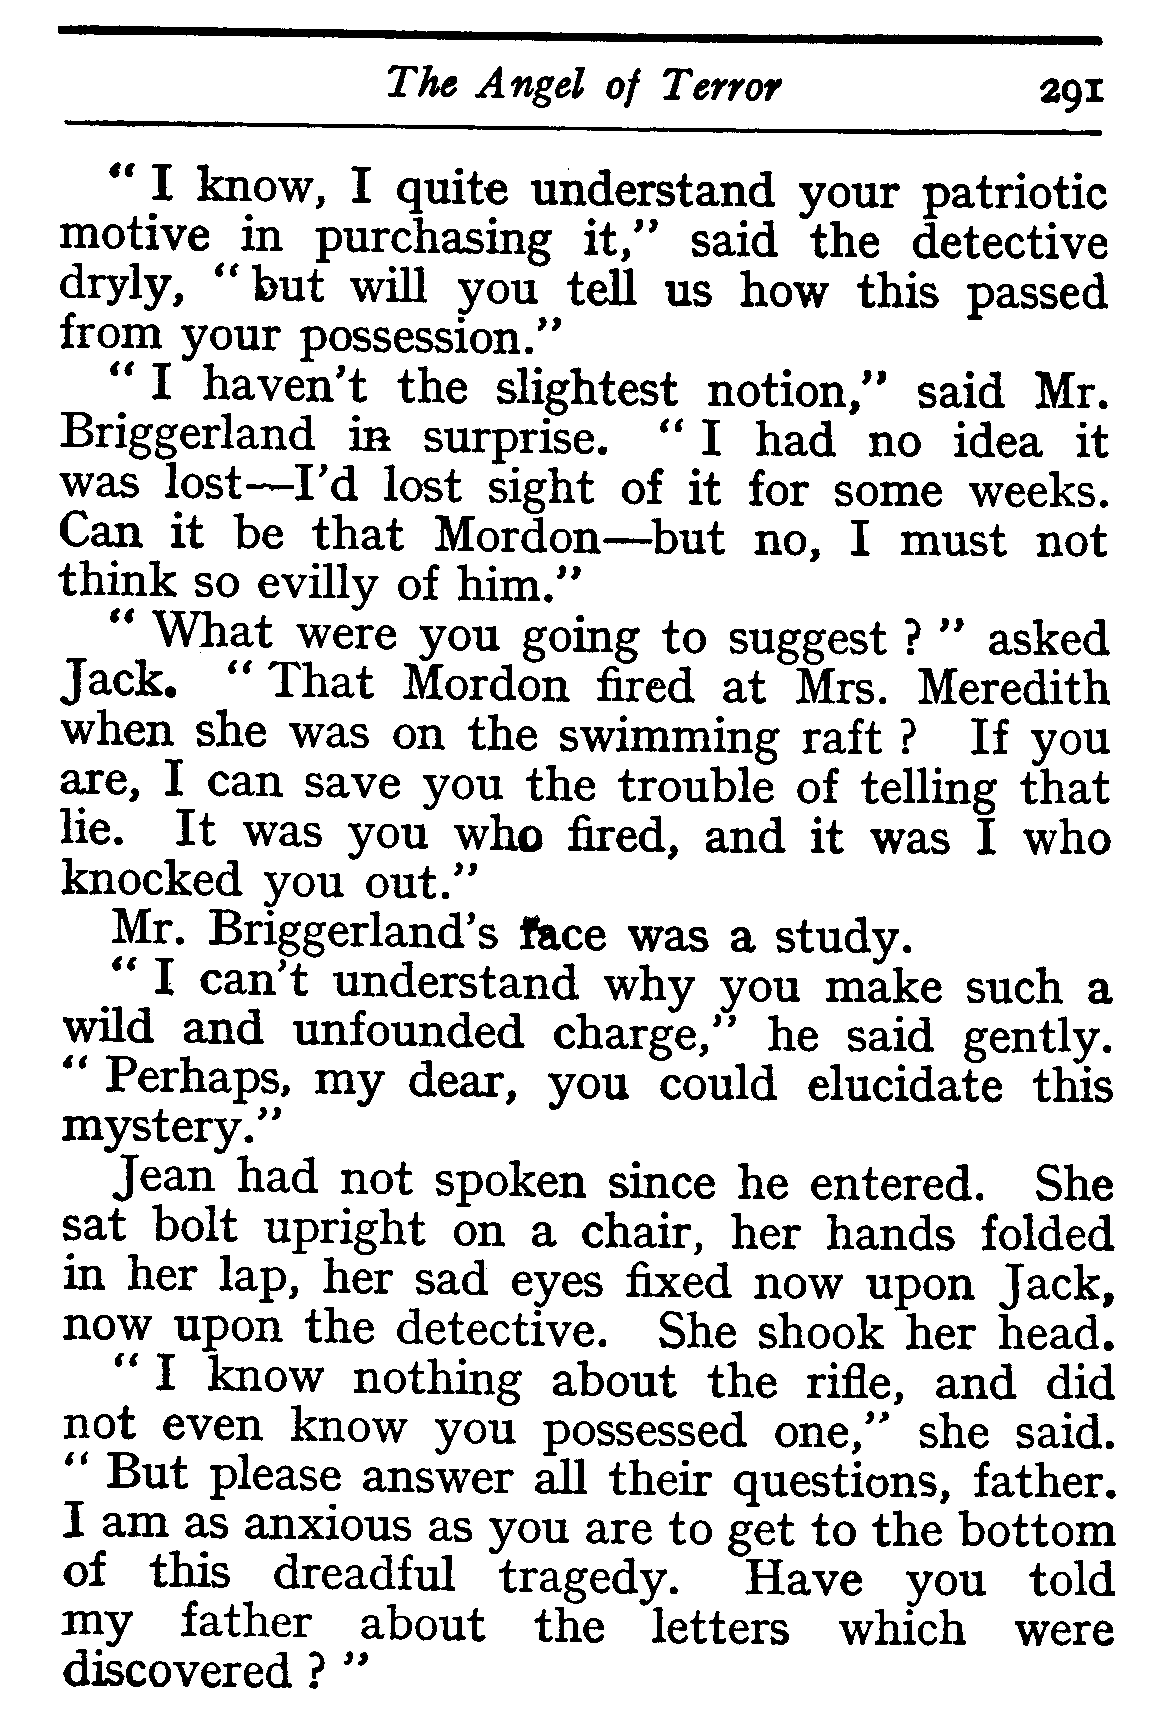 The Angel of Terror 291
“ I know, I quite understand your patriotic
motive in purchasing it,” said the detective
dryly, “ but will you tell us how this passed
from your possession.”
“ I haven't the slightest notion,” said Mr.
Briggerland in surprise. “ I had no idea it
was lost—I'd lost sight of it for some weeks.
Can it be that Mordon—but no, I must not
think so evilly of him.”
“ What were you going to suggest ? ” asked
Jack. “ That Mordon fired at Mrs. Meredith
when she was on the swimming raft ? If you
are, I can save you the trouble of telling that
lie. It was you who fired, and it was I who
knocked you out.”
Mr. Briggerland's face was a study.
“ I can't understand why you make such a
wild and unfounded charge,” he said gently.
“ Perhaps, my dear, you could elucidate this
mystery.”
Jean had not spoken since he entered. She
sat bolt upright on a chair, her hands folded
in her lap, her sad eyes fixed now upon Jack,
now upon the detective. She shook her head.
“ I know nothing about the rifle, and did
not even know you possessed one,” she said.
“ But please answer all their questions, father.
I am as anxious as you are to get to the bottom
of this dreadful tragedy. Have you told
my father about the letters which were
discovered ? ”